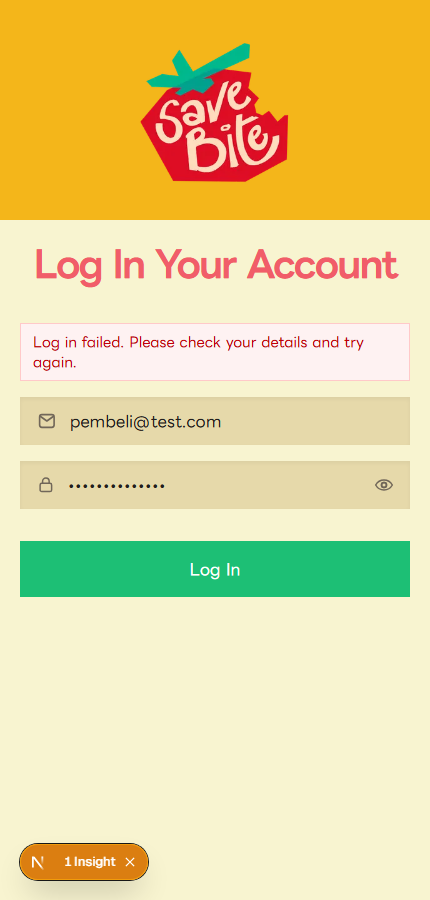 Save
Bite
Log In Your Account
Log in failed. Please check your details and try
again.
pembeli@test.com
••••••••••••••
Log In
N 1 Insight ×